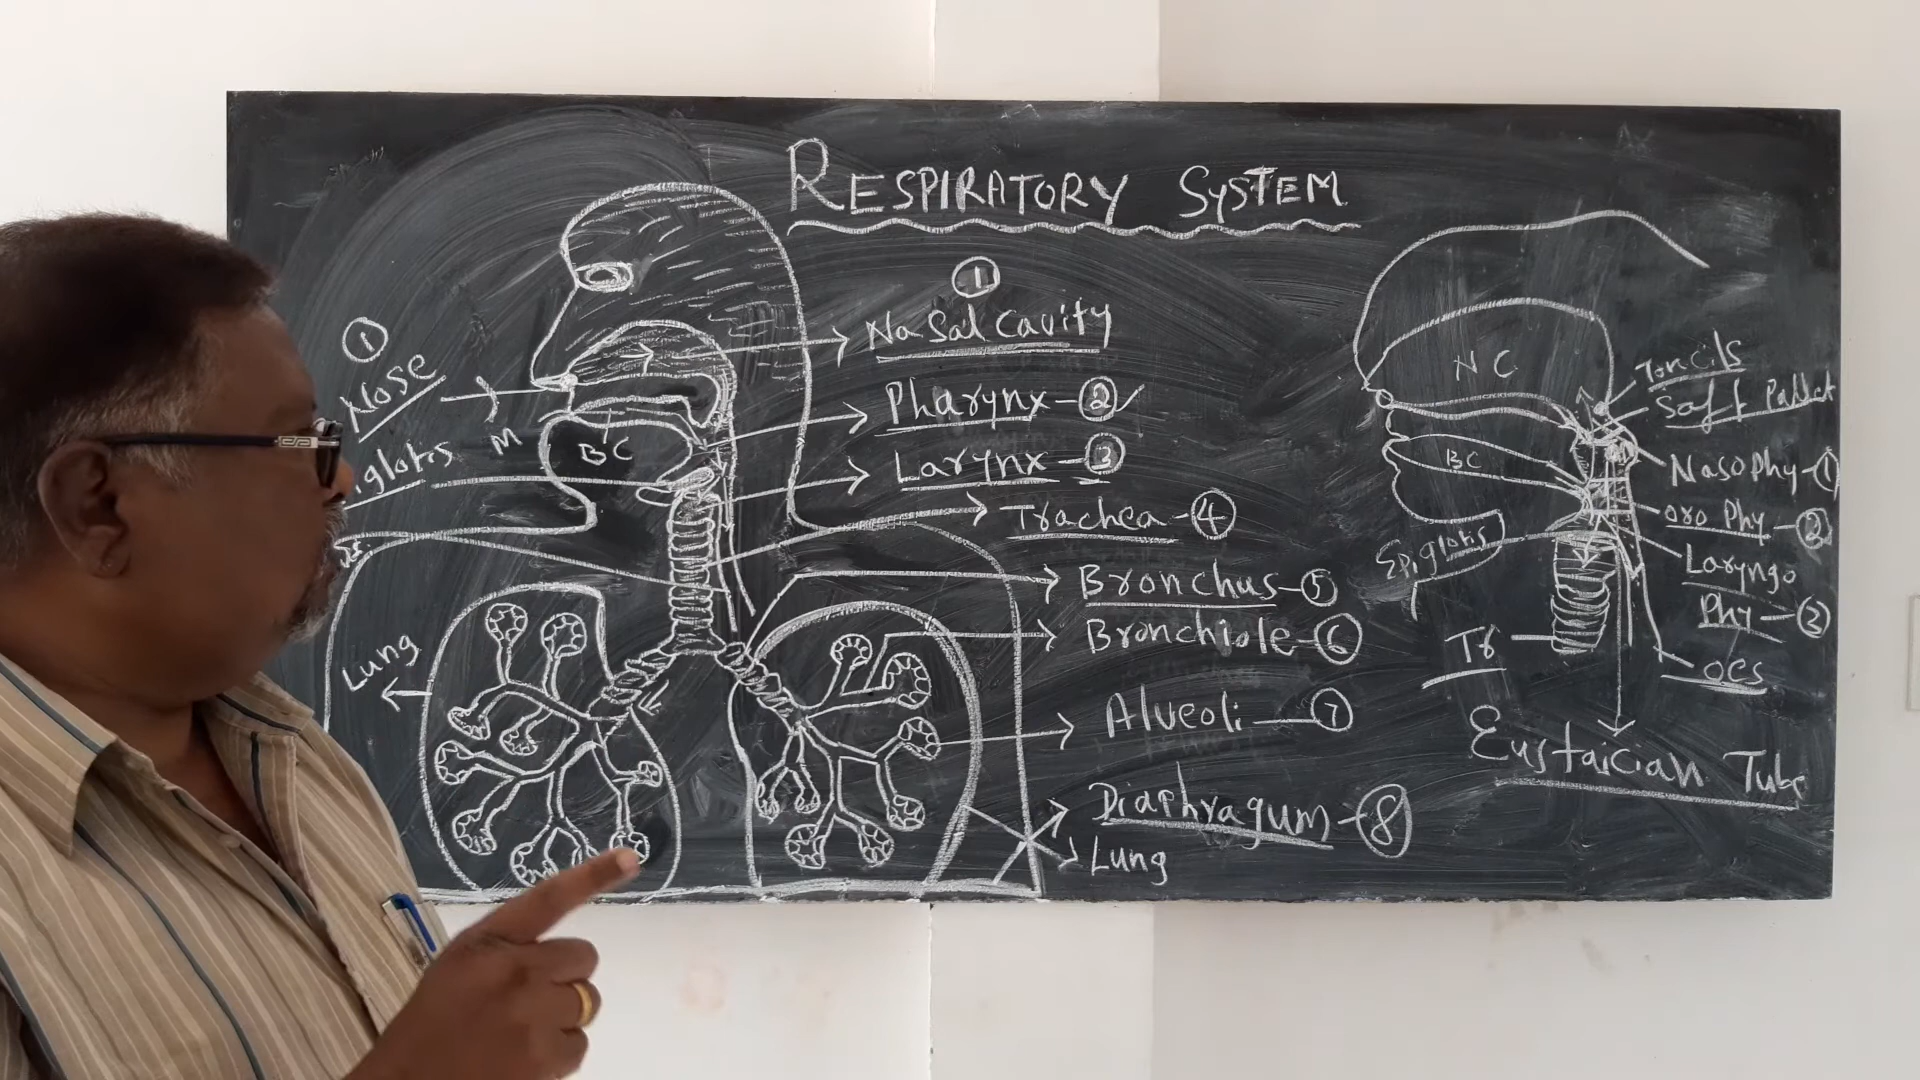 RESPIRATORY SYSTEM
①
Nasal cavity
Pharynx-②✓
Larynx-③
Trachea-④
Bronchus-⑤
Bronchiole-⑥
Alveoli-⑦
Diaphragum-⑧
Lung
①
Nose
M
BC
iglotis
Lung
NC
BC
Toncils
Soft Pallet
Nasophy-①
Oro Phy-②
Laryngo
Phy-③
OES
Epiglotis
Tr
Eustaician Tube